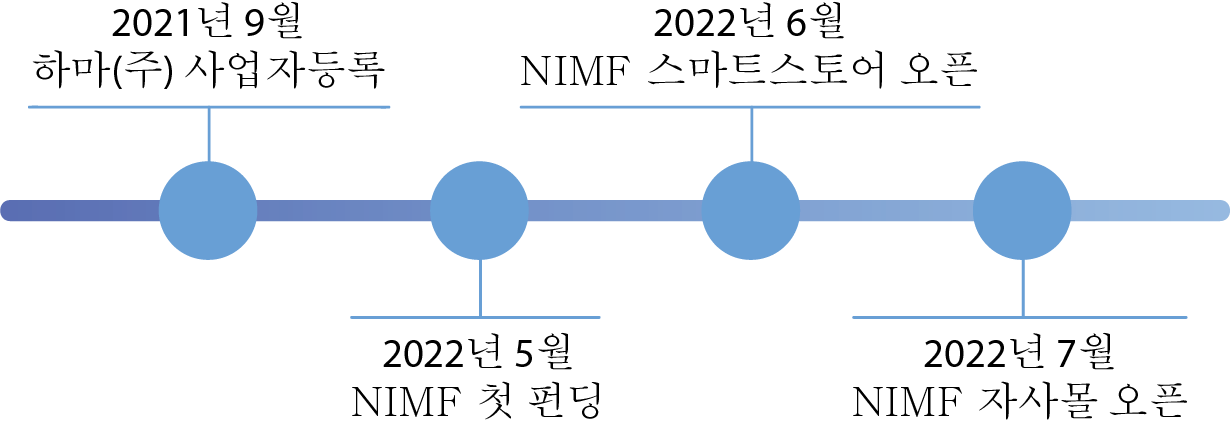 2021년 9월
하마(주) 사업자등록
2022년 5월
NIMF 첫 펀딩
2022년 6월
NIMF 스마트스토어 오픈
2022년 7월
NIMF 자사몰 오픈